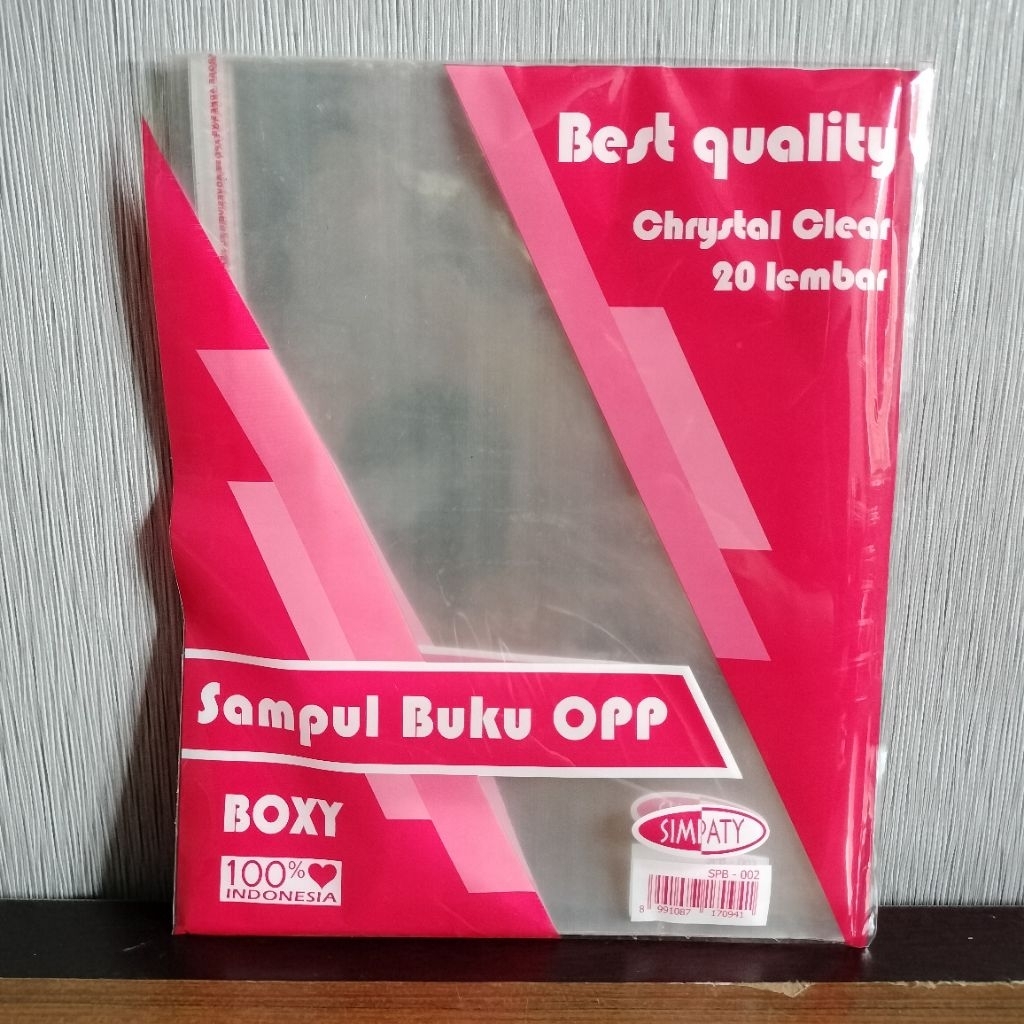 Best quality
Chrystal Clear
20 lembar
Sampul Buku OPP
BOXY
100%
INDONESIA
SIMPATY
SPB - 002
8 991087 170941